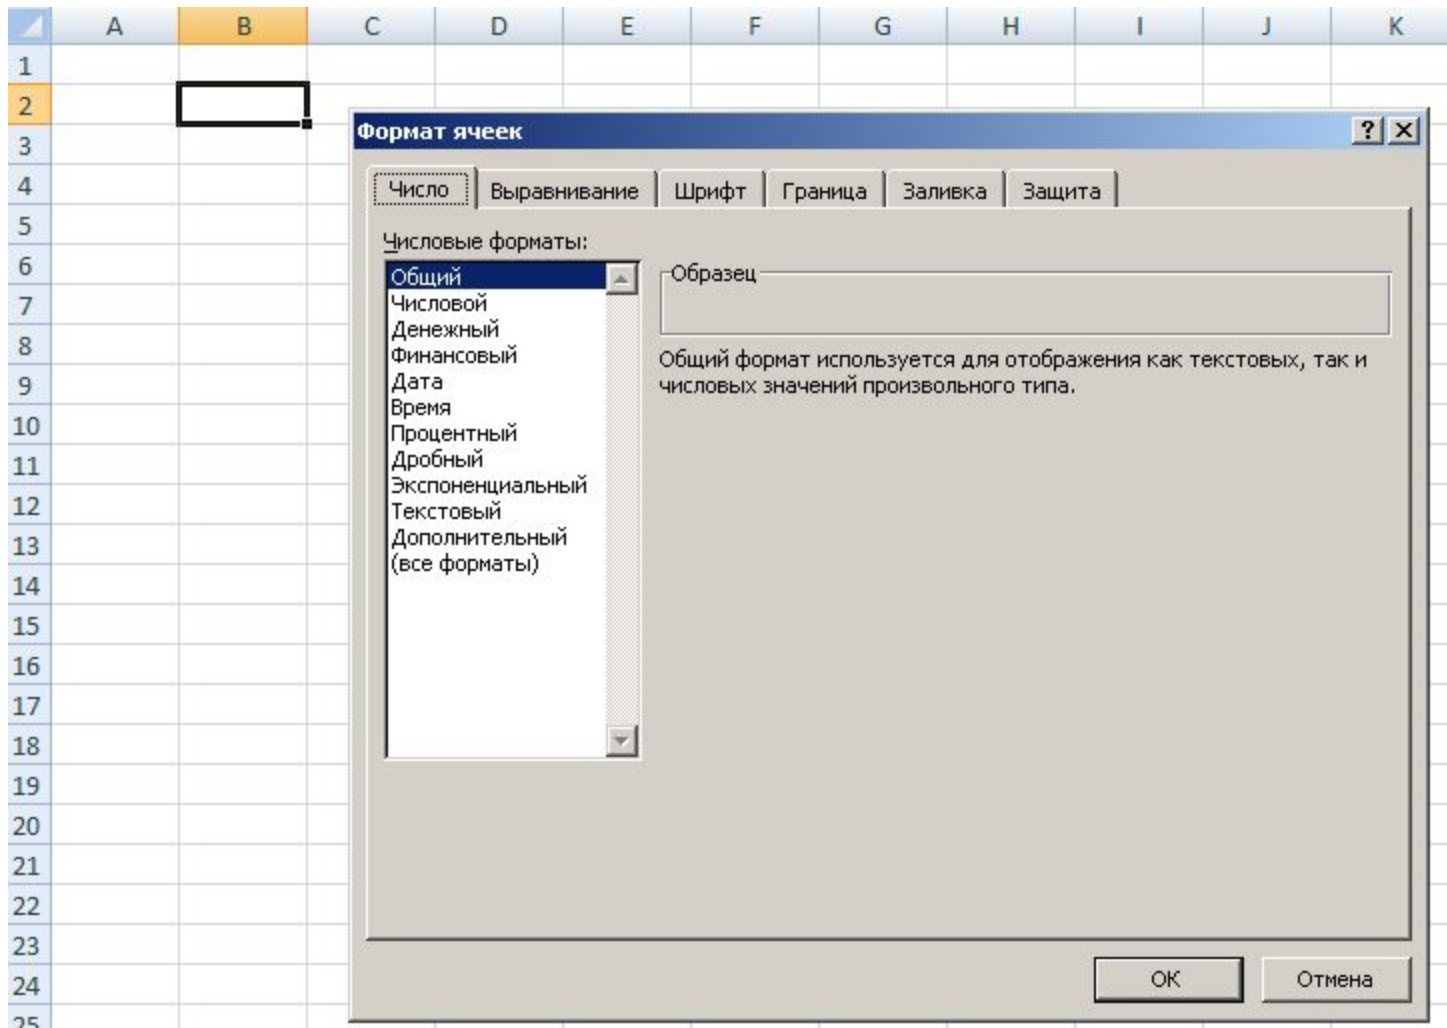 A B C D E F G H I J K
1
2
3
4
5
6
7
8
9
10
11
12
13
14
15
16
17
18
19
20
21
22
23
24
25
Формат ячеек
Число Выравнивание Шрифт Граница Заливка Защита
Числовые форматы:
Общий
Числовой
Денежный
Финансовый
Дата
Время
Процентный
Дробный
Экспоненциальный
Текстовый
Дополнительный
(все форматы)
Образец
Общий формат используется для отображения как текстовых, так и
числовых значений произвольного типа.
ОК Отмена